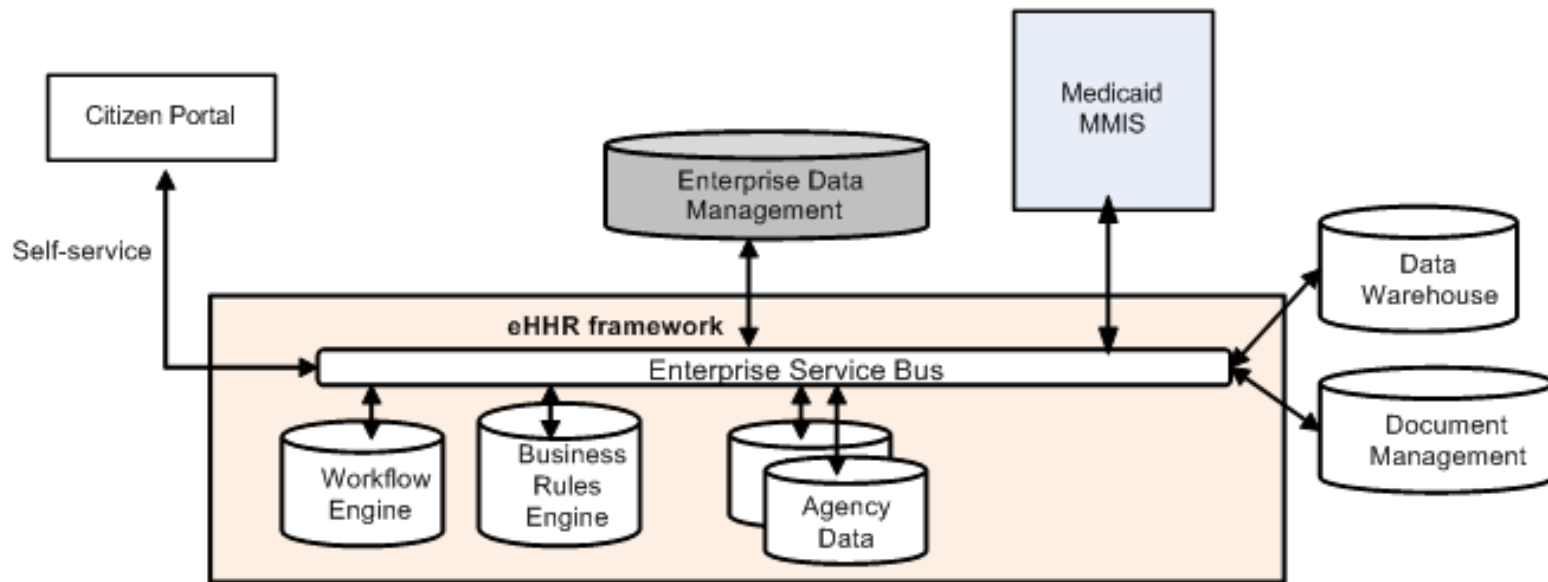 Citizen Portal
Medicaid
MMIS
Enterprise Data
Management
Self-service
Data
Warehouse
eHHR framework
Enterprise Service Bus
Document
Management
Workflow
Engine
Business
Rules
Engine
Agency
Data